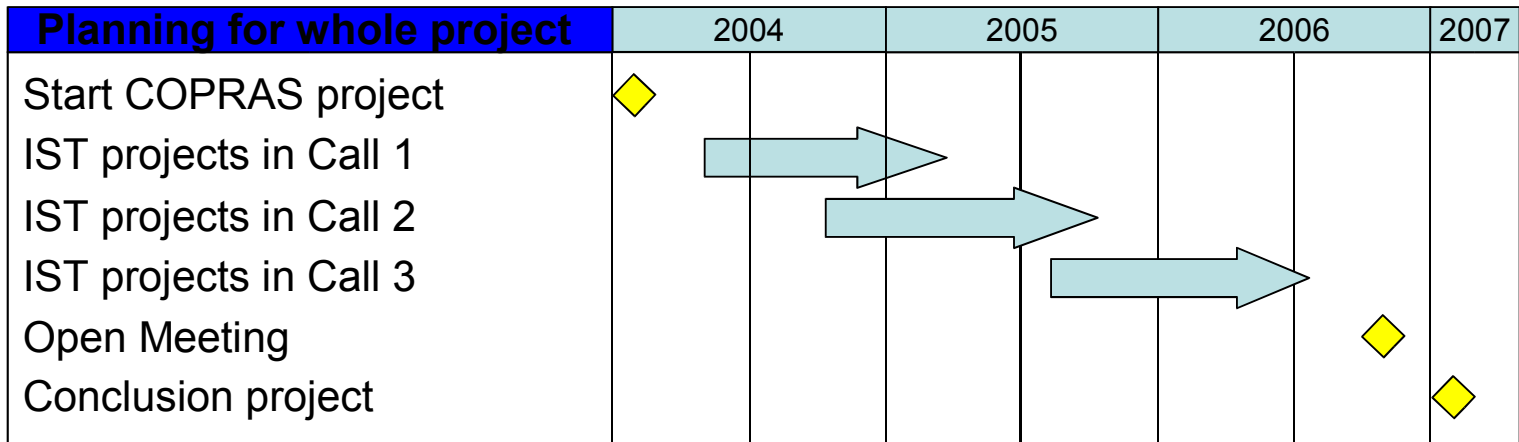 Planning for whole project 2004 2005 2006 2007
Start COPRAS project
IST projects in Call 1
IST projects in Call 2
IST projects in Call 3
Open Meeting
Conclusion project